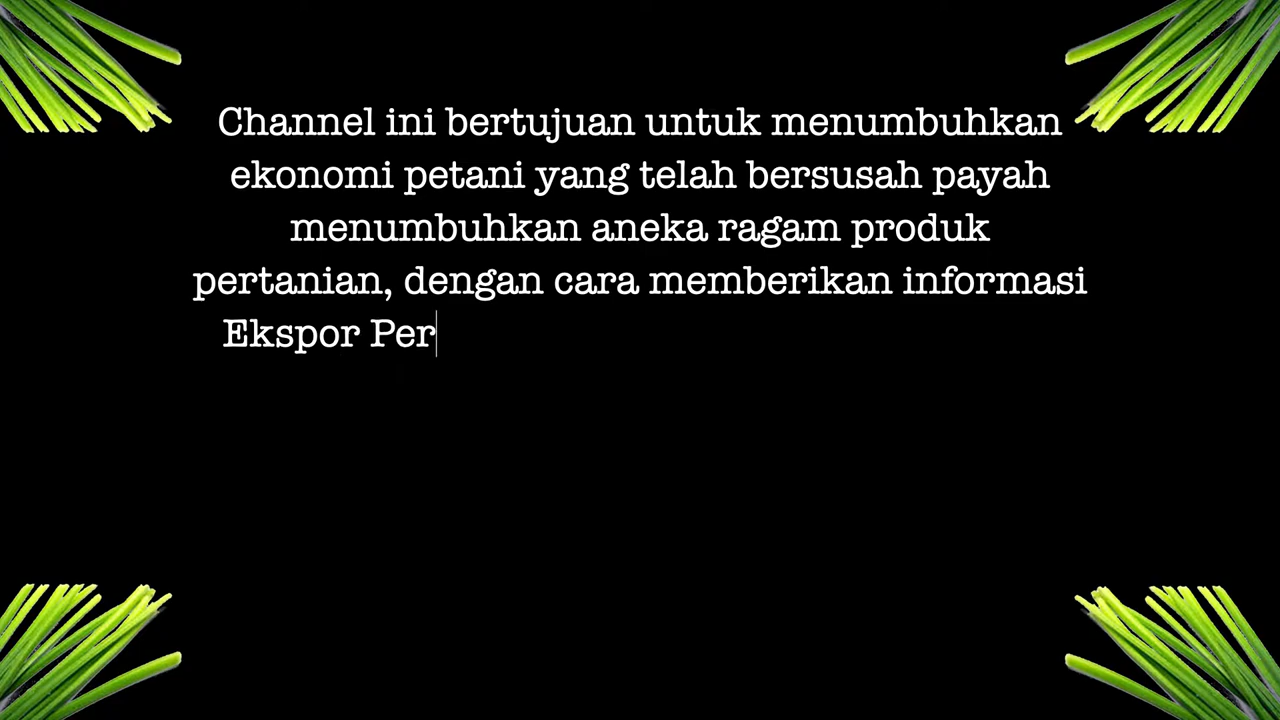 Channel ini bertujuan untuk menumbuhkan
ekonomi petani yang telah bersusah payah
menumbuhkan aneka ragam produk
pertanian, dengan cara memberikan informasi
Ekspor Per